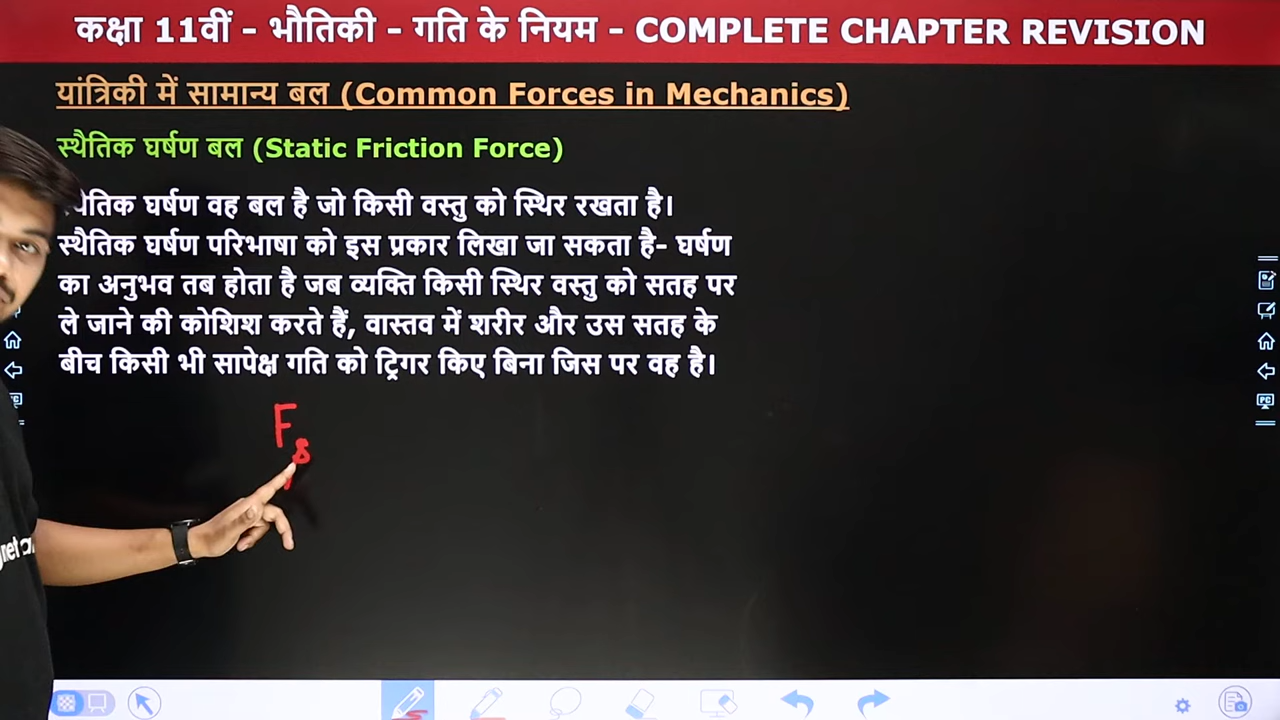 कक्षा 11वीं - भौतिकी - गति के नियम - COMPLETE CHAPTER REVISION
यांत्रिकी में सामान्य बल (Common Forces in Mechanics)
स्थैतिक घर्षण बल (Static Friction Force)
घर्षण वह बल है जो किसी वस्तु को स्थिर रखता है।
स्थैतिक घर्षण परिभाषा को इस प्रकार लिखा जा सकता है- घर्षण
का अनुभव तब होता है जब व्यक्ति किसी स्थिर वस्तु को सतह पर
ले जाने की कोशिश करते हैं, वास्तव में शरीर और उस सतह के
बीच किसी भी सापेक्ष गति को ट्रिगर किए बिना जिस पर वह है।
Fs